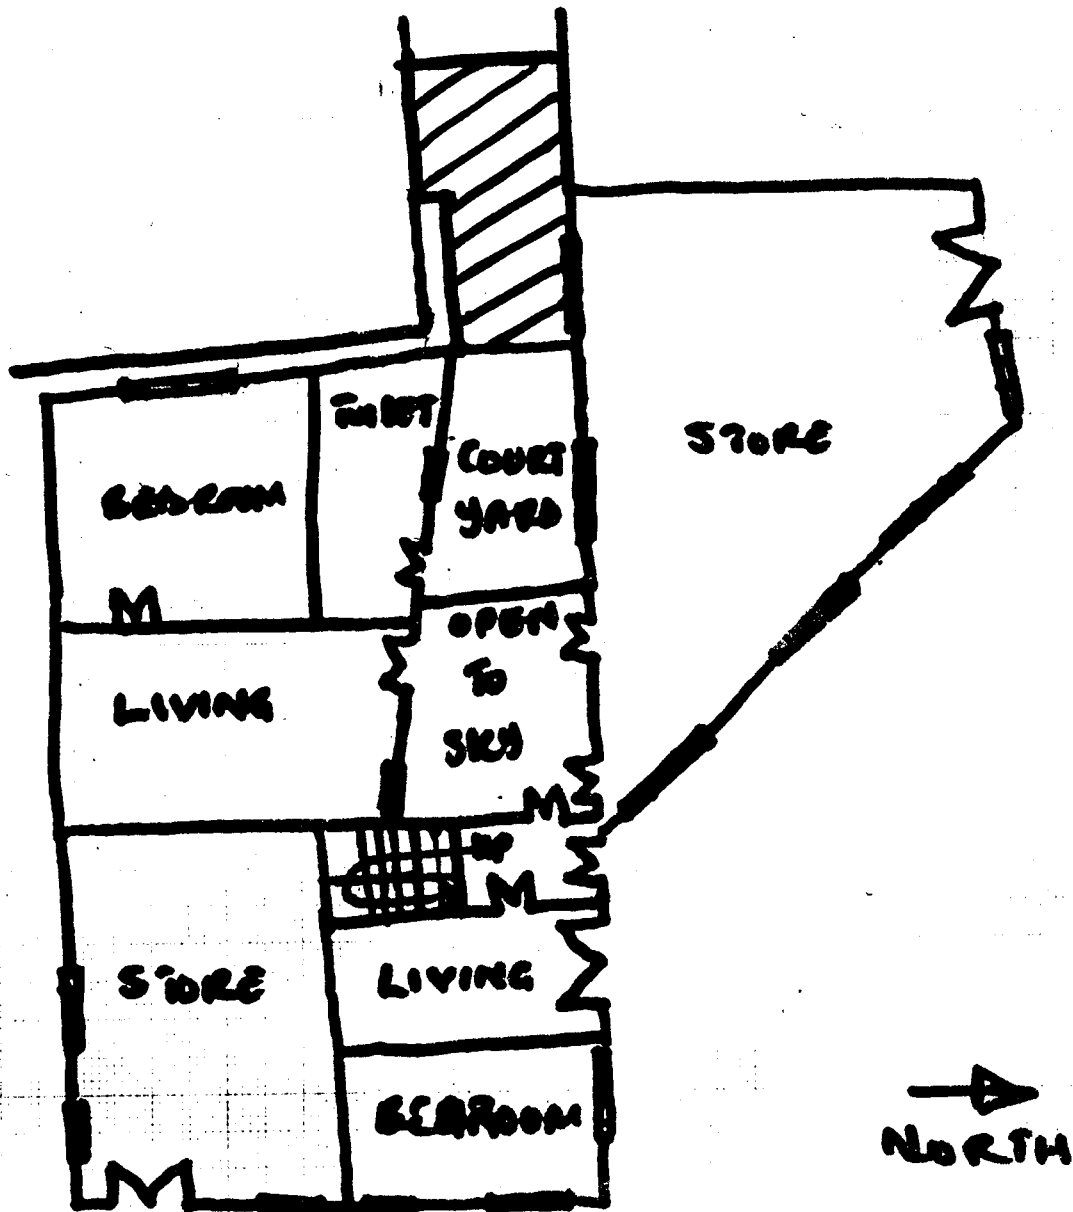 TOILET
STORE
COURT
YARD
BEDROOM
OPEN
TO
SKY
LIVING
UP
STORE
LIVING
BEDROOM
NORTH